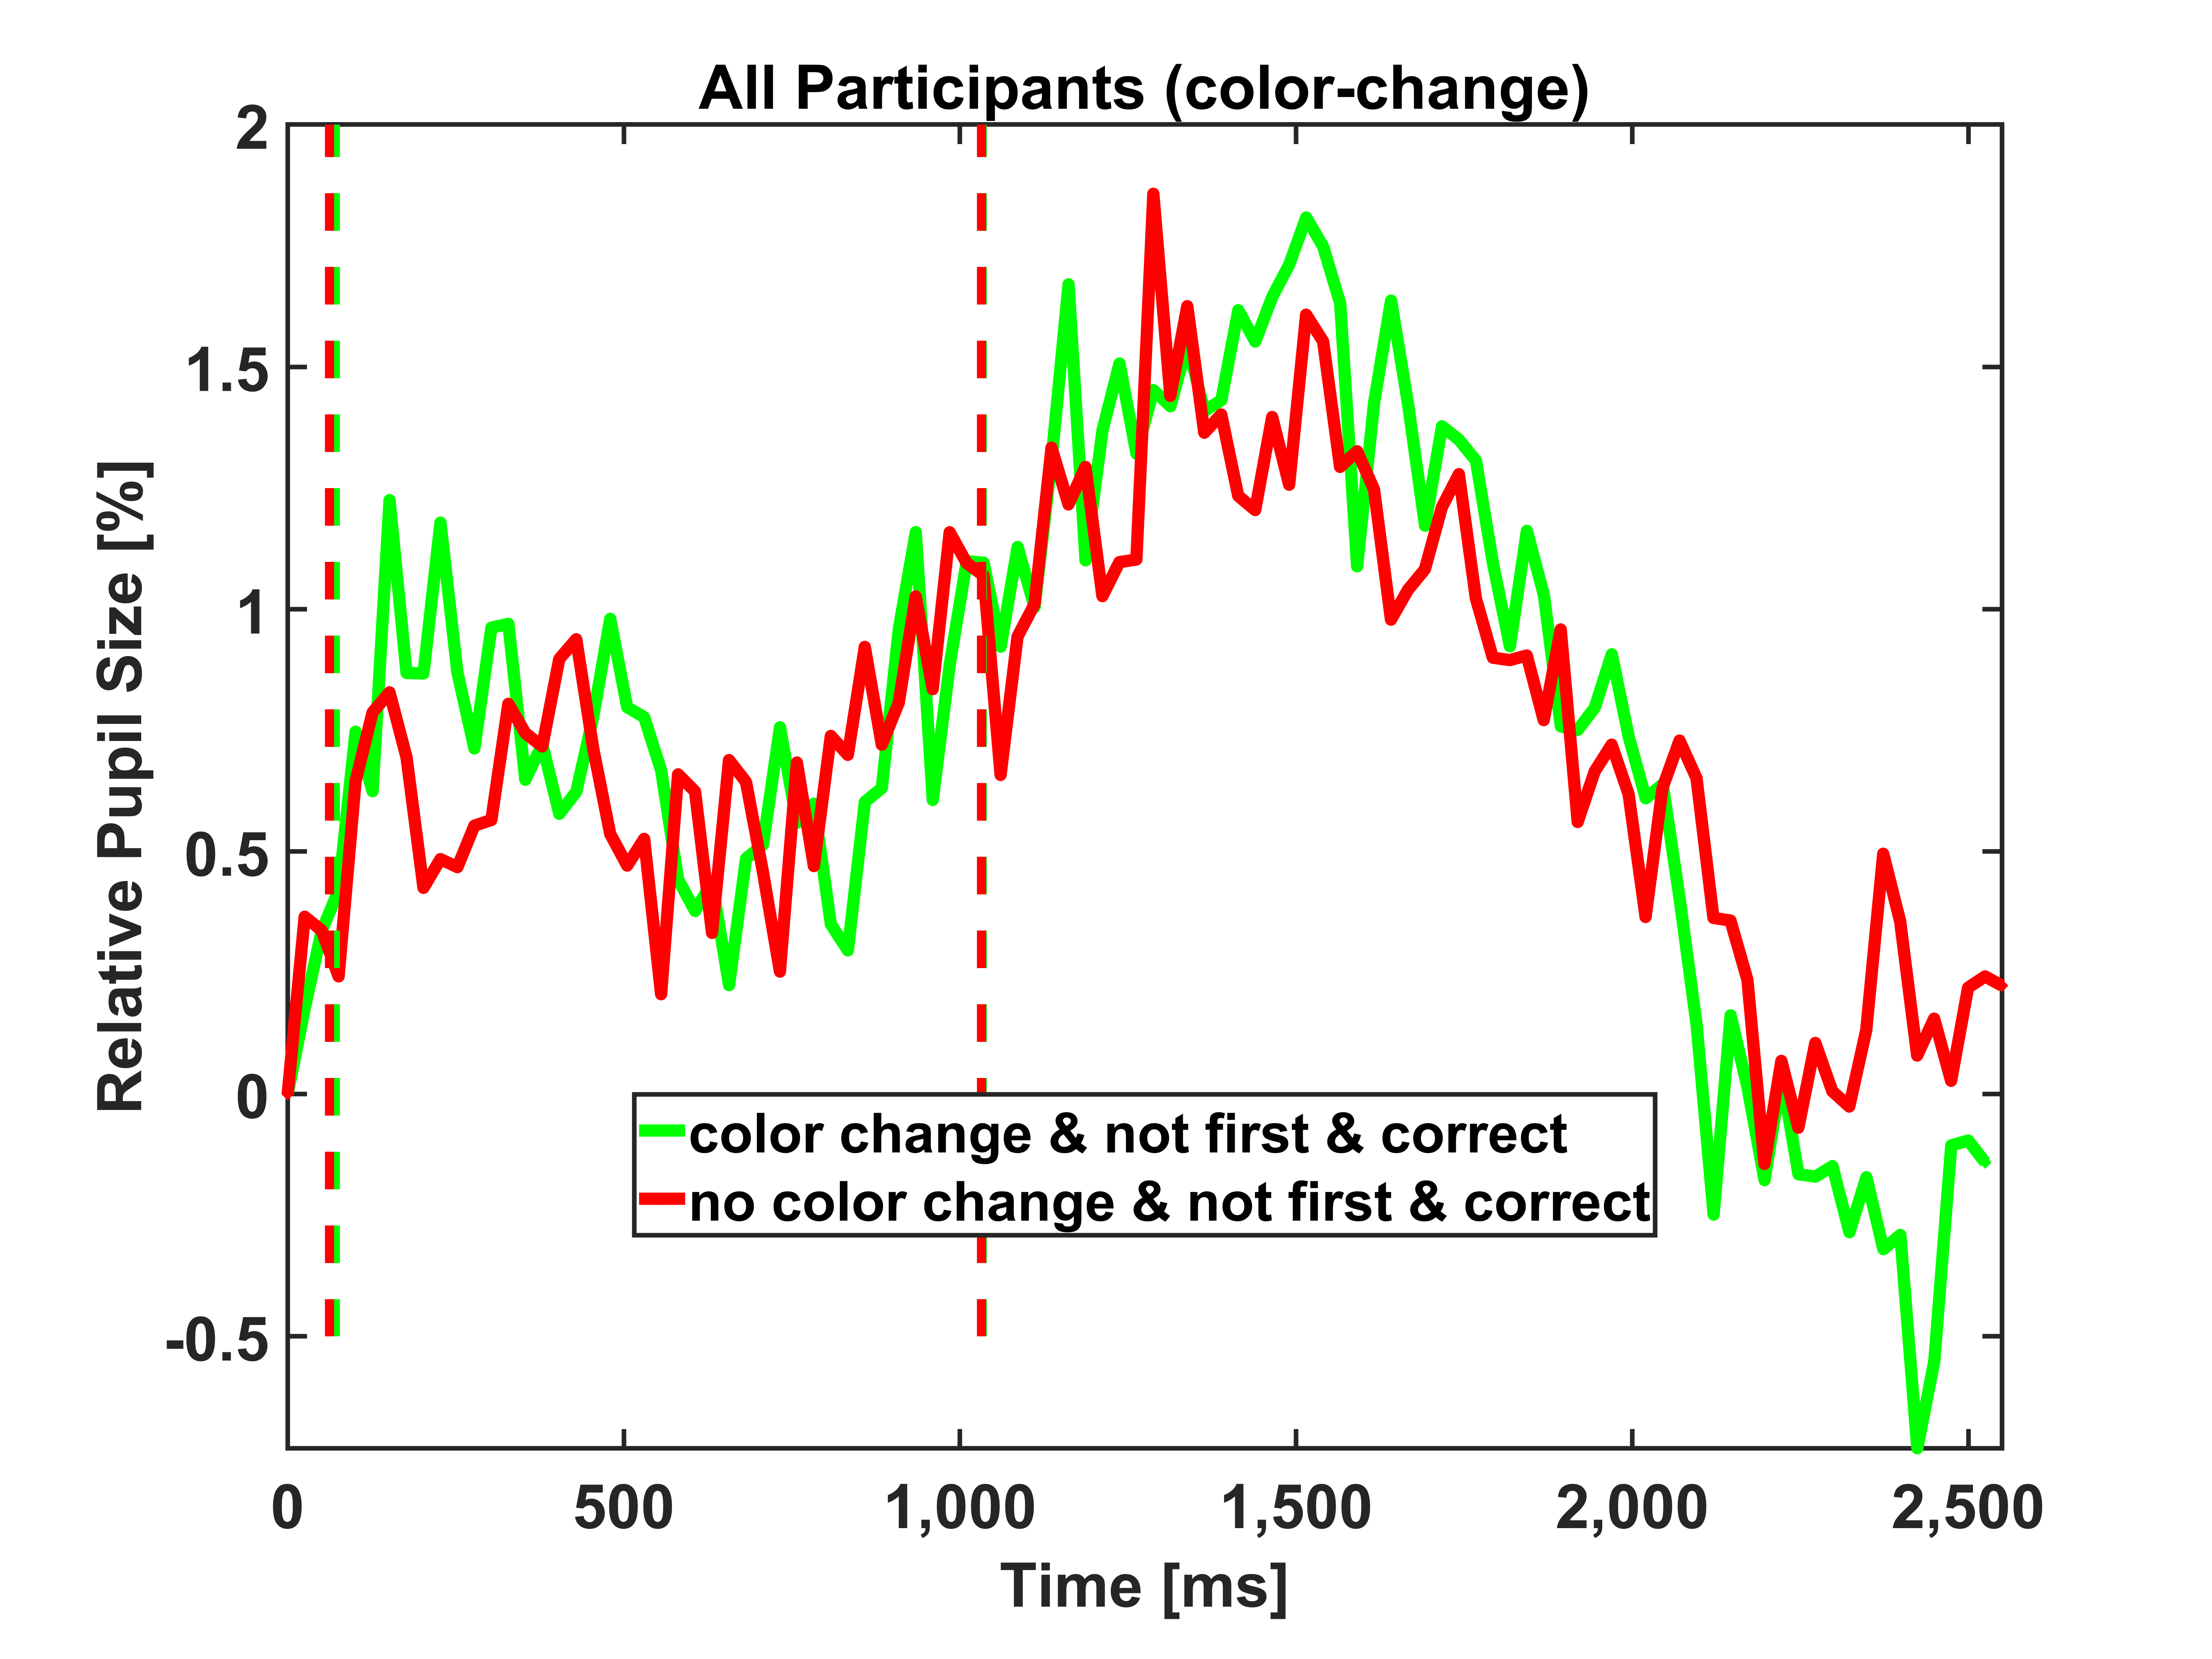 All Participants (color-change)
2
1.5
1
0.5
0
-0.5
Relative Pupil Size [%]
color change & not first & correct
no color change & not first & correct
0 500 1,000 1,500 2,000 2,500
Time [ms]